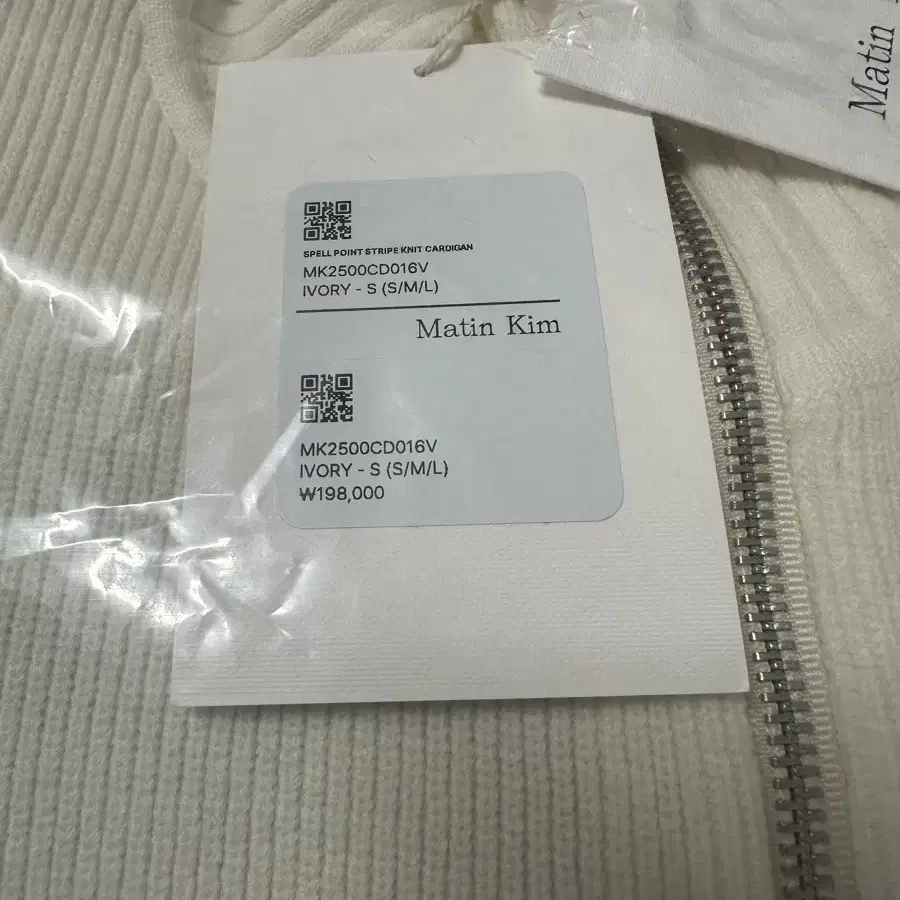 SPELL POINT STRIPE KNIT CARDIGAN
MK2500CD016V
IVORY - S (S/M/L)
Matin Kim
MK2500CD016V
IVORY - S (S/M/L)
₩198,000
Matin